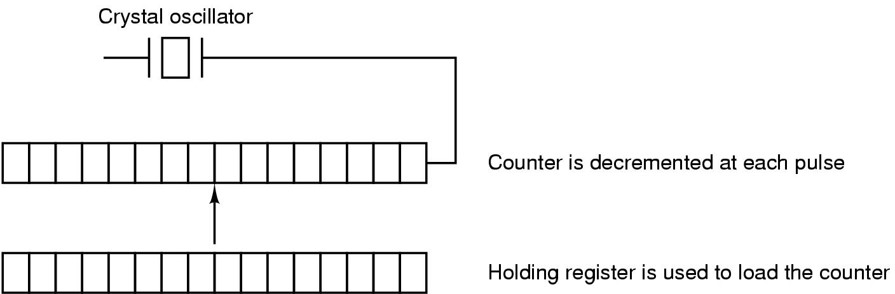 Crystal oscillator
Counter is decremented at each pulse
Holding register is used to load the counter